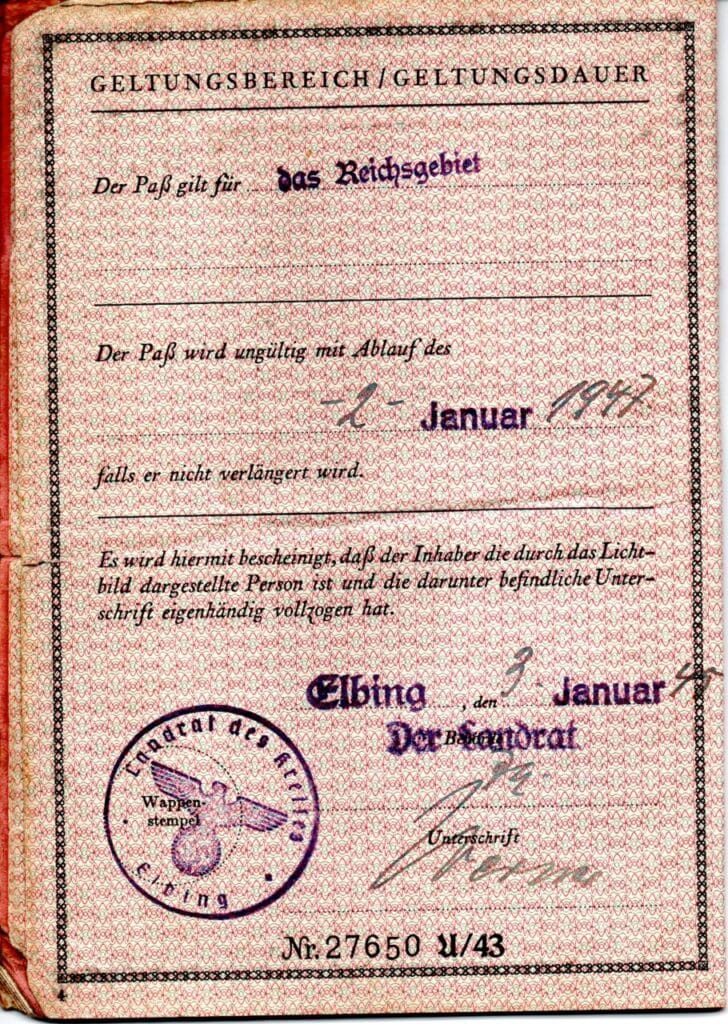 GELTUNGSBEREICH/GELTUNGSDAUER
Der Paß gilt für das Reichsgebiet
Der Paß wird ungültig mit Ablauf des
-2- Januar 1947.
falls er nicht verlängert wird.
Es wird hiermit bescheinigt, daß der Inhaber die durch das Licht-
bild dargestellte Person ist und die darunter befindliche Unter-
schrift eigenhändig vollzogen hat.
Elbing, den 3 Januar 45
Der Landrat
Landrat des Kreises
Wappen-
stempel
Elbing
Unterschrift
Nr. 27650 U/43
4